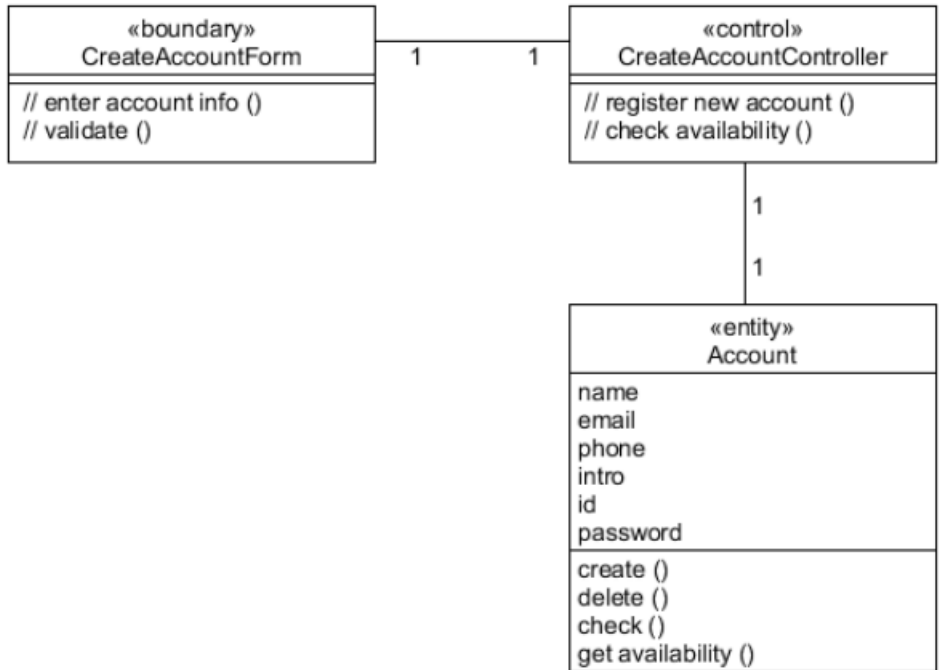 «boundary»
CreateAccountForm
// enter account info ()
// validate ()
1
1
«control»
CreateAccountController
// register new account ()
// check availability ()
1
1
«entity»
Account
name
email
phone
intro
id
password
create ()
delete ()
check ()
get availability ()